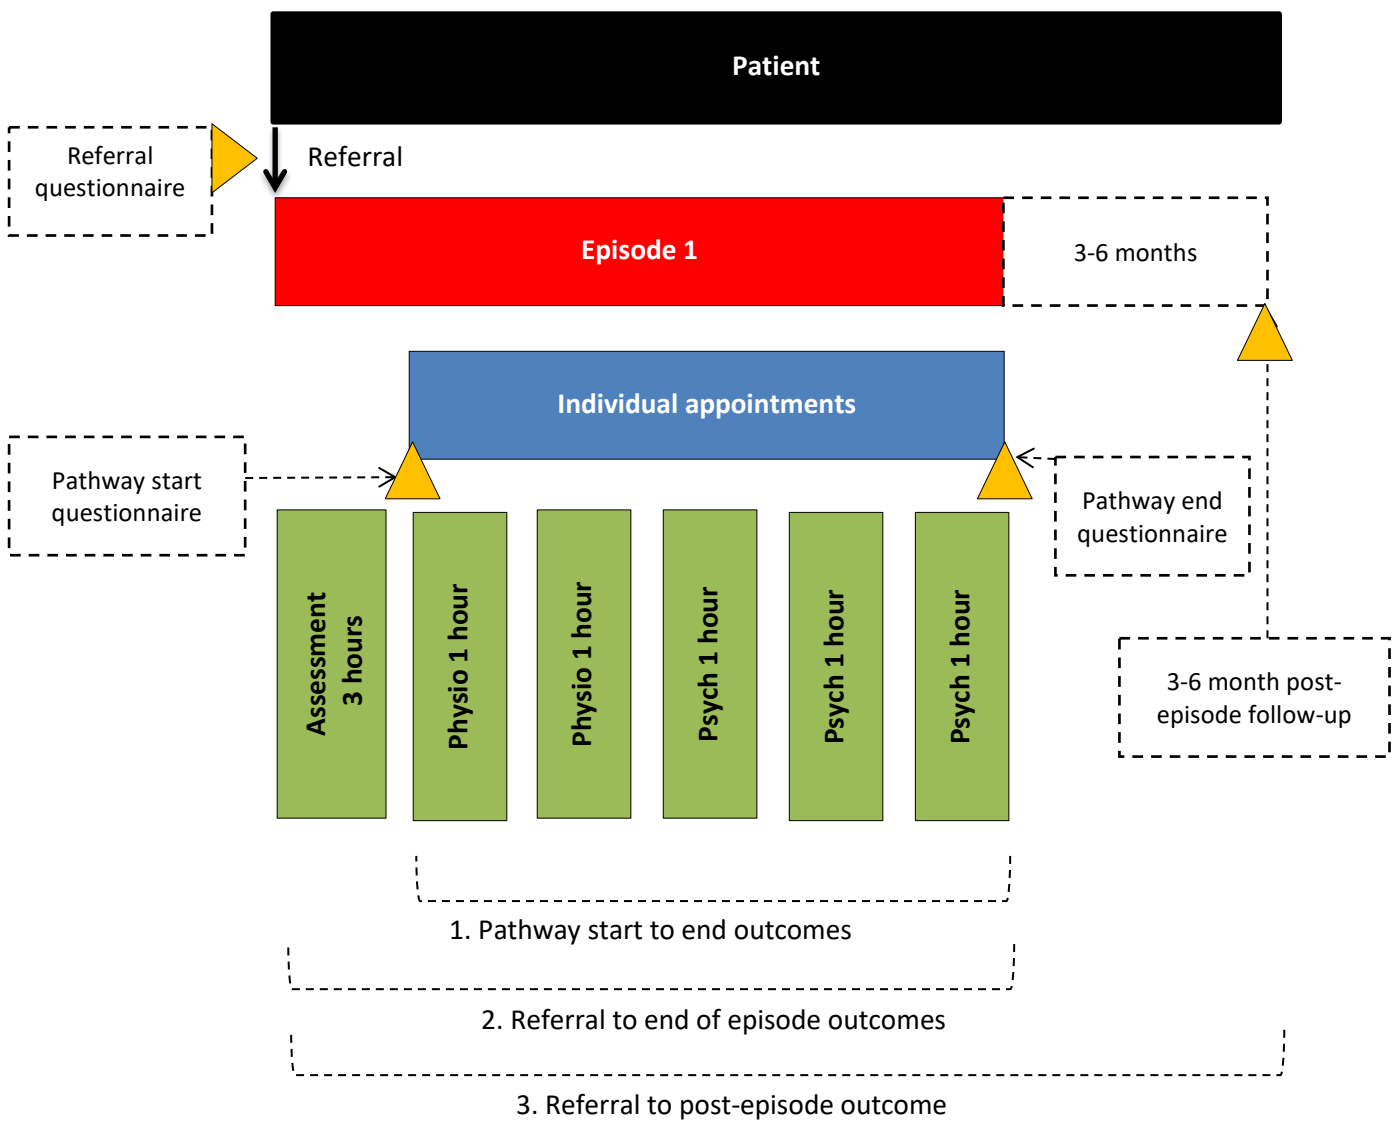 Patient
Referral
questionnaire
Referral
Episode 1
3-6 months
Individual appointments
Pathway start
questionnaire
Pathway end
questionnaire
Assessment
3 hours
Physio 1 hour
Physio 1 hour
Psych 1 hour
Psych 1 hour
Psych 1 hour
3-6 month post-
episode follow-up
1. Pathway start to end outcomes
2. Referral to end of episode outcomes
3. Referral to post-episode outcome